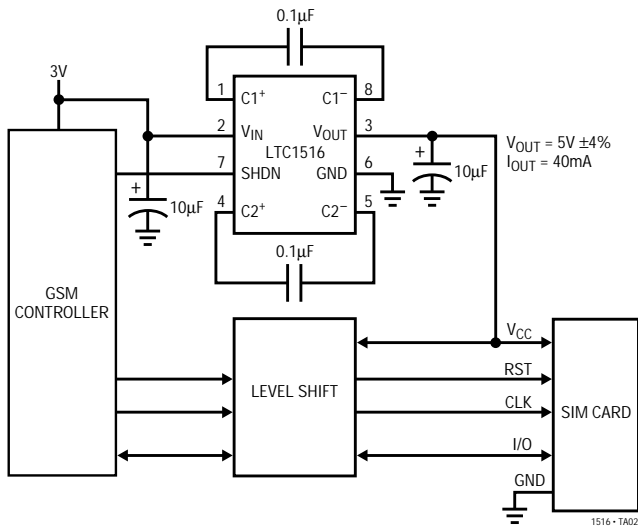 0.1µF
3V
1 C1+ C1− 8
2 VIN VOUT 3
LTC1516
7 SHDN GND 6
4 C2+ C2− 5
VOUT = 5V ±4%
IOUT = 40mA
+
10µF
+
10µF
0.1µF
GSM
CONTROLLER
LEVEL SHIFT
VCC
RST
CLK
I/O
GND
SIM CARD
1516 • TA02